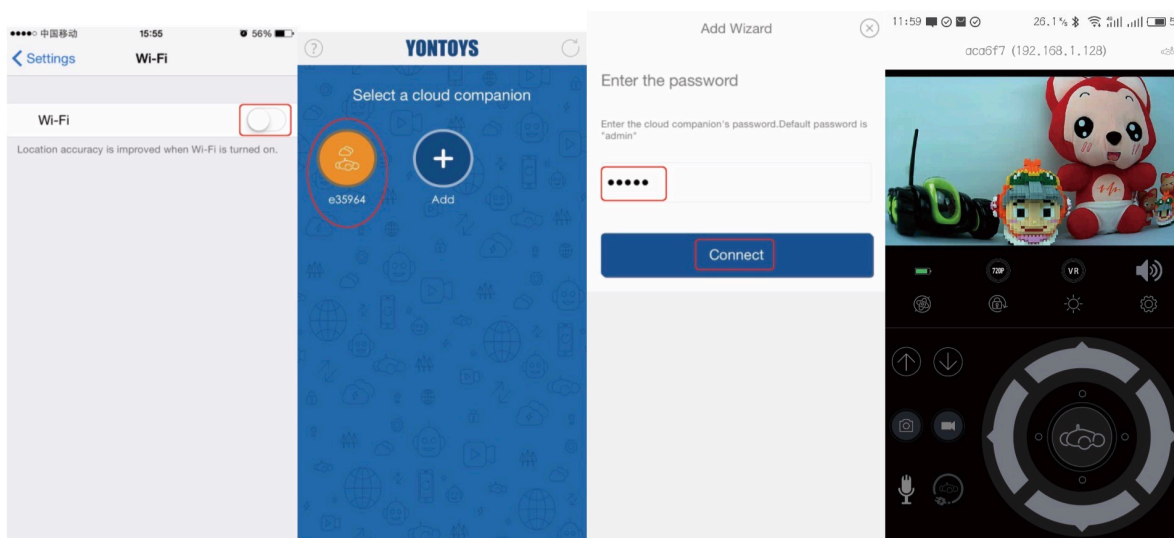 中国移动
15:55
56%
Settings
Wi-Fi
Wi-Fi
Location accuracy is improved when Wi-Fi is turned on.
?
YONTOYS
Select a cloud companion
e35964
Add
Add Wizard
Enter the password
Enter the cloud companion's password.Default password is
"admin"
•••••
Connect
11:59
26.1%
aca6f7 (192.168.1.128)
720P
VR